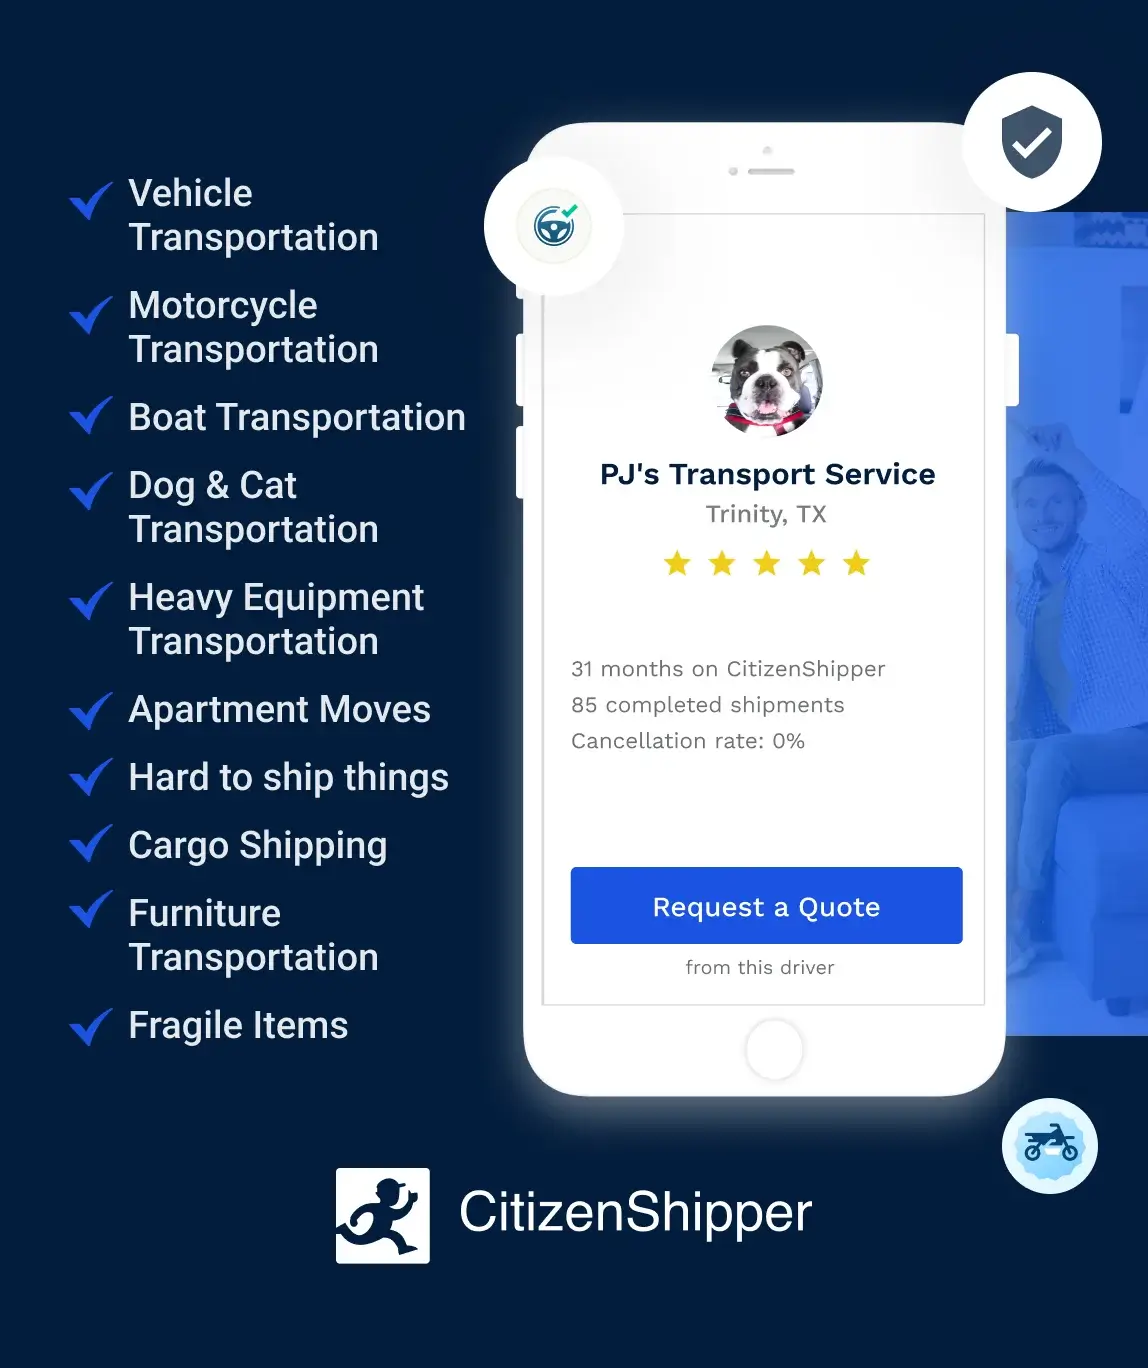 Vehicle
Transportation
Motorcycle
Transportation
Boat Transportation
Dog & Cat
Transportation
Heavy Equipment
Transportation
Apartment Moves
Hard to ship things
Cargo Shipping
Furniture
Transportation
Fragile Items
PJ's Transport Service
Trinity, TX
31 months on CitizenShipper
85 completed shipments
Cancellation rate: 0%
Request a Quote
from this driver
CitizenShipper